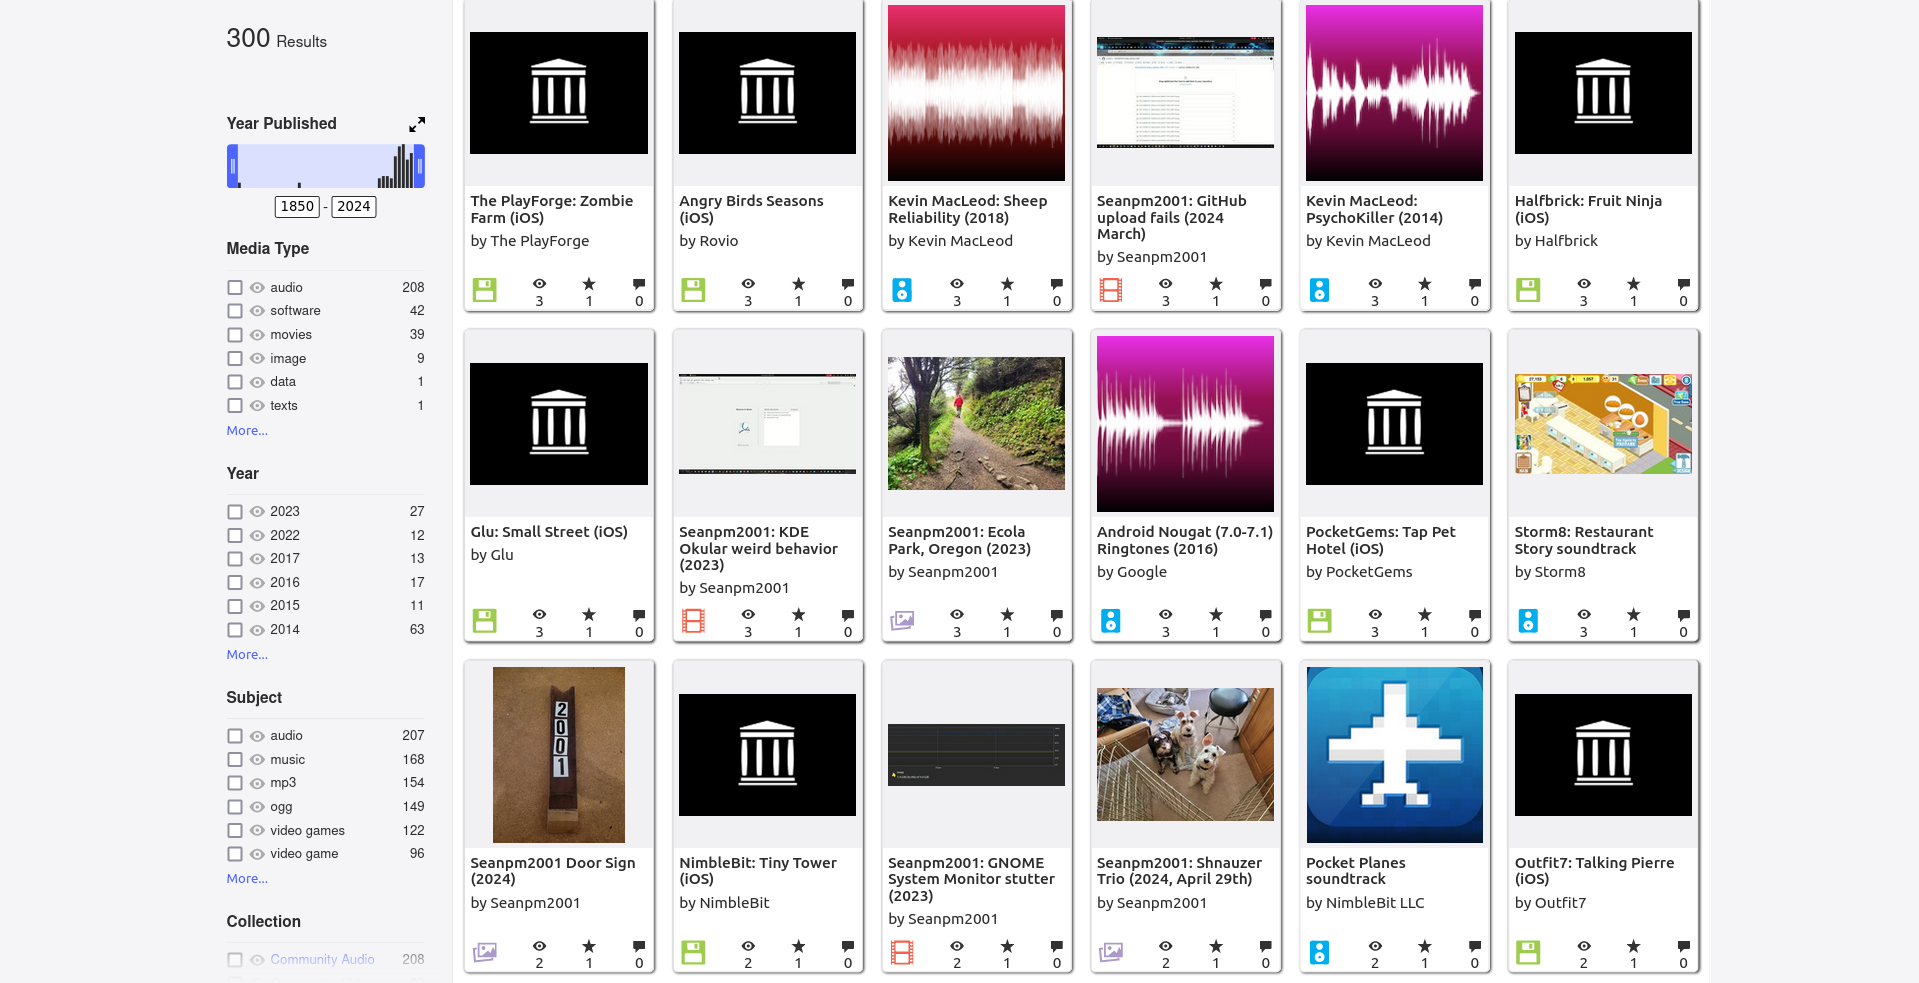 300 Results
Year Published
1850 - 2024
Media Type
audio 208
software 42
movies 39
image 9
data 1
texts 1
More...
Year
2023 27
2022 12
2017 13
2016 17
2015 11
2014 63
More...
Subject
audio 207
music 168
mp3 154
ogg 149
video games 122
video game 96
More...
Collection
Community Audio 208
The PlayForge: Zombie
Farm (iOS)
by The PlayForge
3 1 0
Angry Birds Seasons
(iOS)
by Rovio
3 1 0
Kevin MacLeod: Sheep
Reliability (2018)
by Kevin MacLeod
3 1 0
Seanpm2001: GitHub
upload fails (2024
March)
by Seanpm2001
3 1 0
Kevin MacLeod:
PsychoKiller (2014)
by Kevin MacLeod
3 1 0
Halfbrick: Fruit Ninja
(iOS)
by Halfbrick
3 1 0
Glu: Small Street (iOS)
by Glu
3 1 0
Seanpm2001: KDE
Okular weird behavior
(2023)
by Seanpm2001
3 1 0
Seanpm2001: Ecola
Park, Oregon (2023)
by Seanpm2001
3 1 0
Android Nougat (7.0-7.1)
Ringtones (2016)
by Google
3 1 0
PocketGems: Tap Pet
Hotel (iOS)
by PocketGems
3 1 0
Storm8: Restaurant
Story soundtrack
by Storm8
3 1 0
2001
Seanpm2001 Door Sign
(2024)
by Seanpm2001
2 1 0
NimbleBit: Tiny Tower
(iOS)
by NimbleBit
2 1 0
Seanpm2001: GNOME
System Monitor stutter
(2023)
by Seanpm2001
2 1 0
Seanpm2001: Shnauzer
Trio (2024, April 29th)
by Seanpm2001
2 1 0
Pocket Planes
soundtrack
by NimbleBit LLC
2 1 0
Outfit7: Talking Pierre
(iOS)
by Outfit7
2 1 0